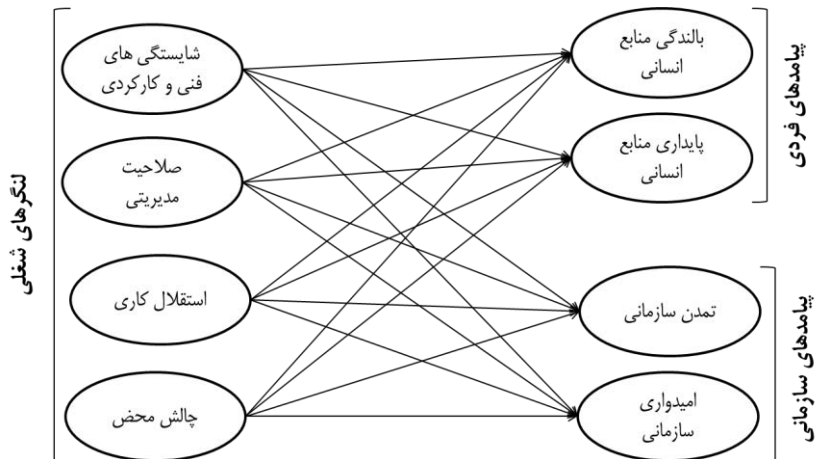 لنگرهای شغلی
شایستگی های
فنی و کارکردی
صلاحیت
مدیریتی
استقلال کاری
چالش محض
بالندگی منابع
انسانی
پایداری منابع
انسانی
تمدن سازمانی
امیدواری
سازمانی
پیامدهای فردی
پیامدهای سازمانی